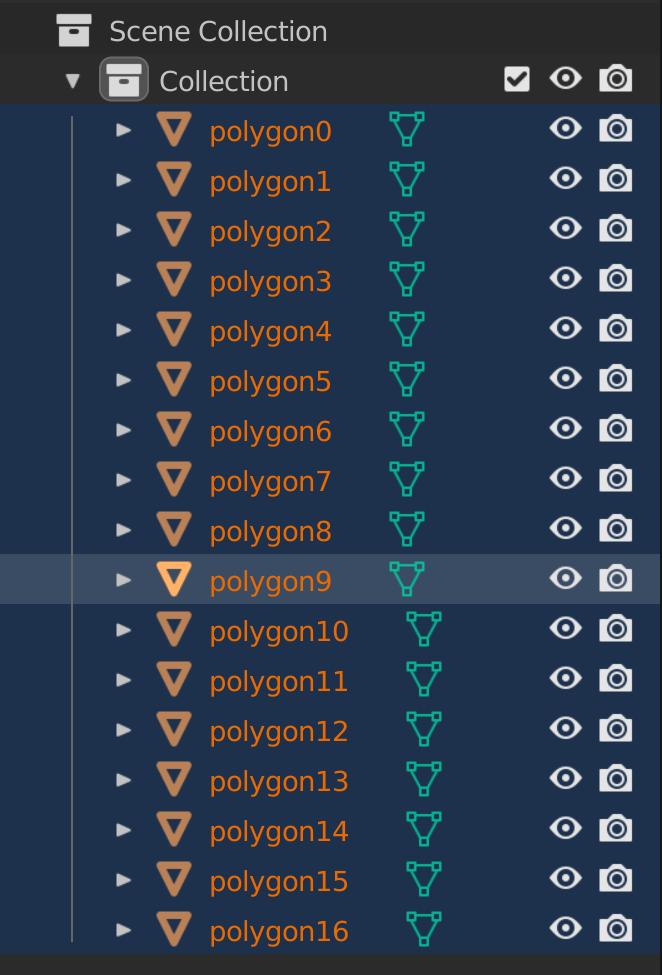 Scene Collection
Collection
polygon0
polygon1
polygon2
polygon3
polygon4
polygon5
polygon6
polygon7
polygon8
polygon9
polygon10
polygon11
polygon12
polygon13
polygon14
polygon15
polygon16